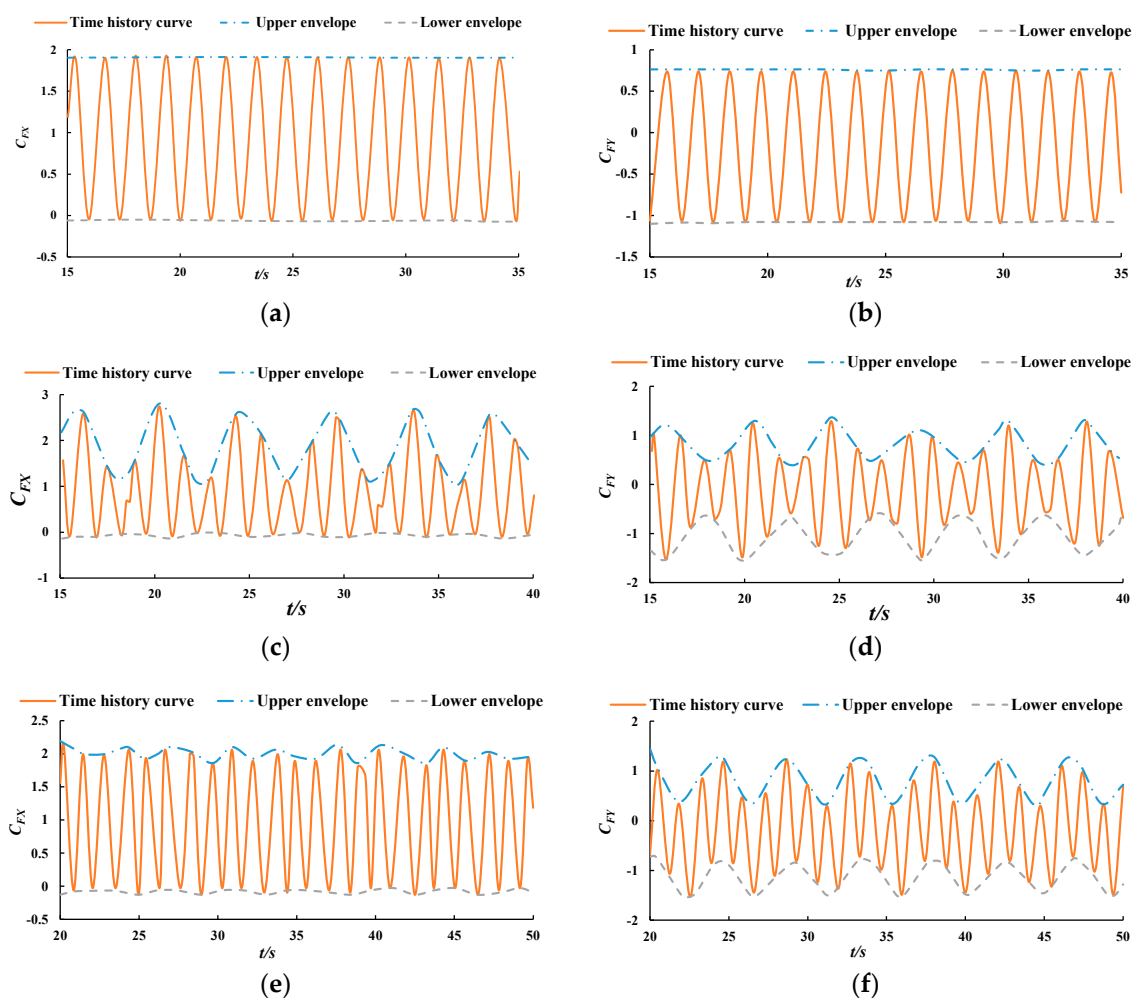 Time history curve Upper envelope Lower envelope
2
1.5
1
0.5
0
-0.5
C_FX
15 20 25 30 35
t/s
(a)
Time history curve Upper envelope Lower envelope
1
0.5
0
-0.5
-1
-1.5
C_FY
15 20 25 30 35
t/s
(b)
Time history curve Upper envelope Lower envelope
3
2
1
0
-1
C_FX
15 20 25 30 35 40
t/s
(c)
Time history curve Upper envelope Lower envelope
2
1
0
-1
-2
C_FY
15 20 25 30 35 40
t/s
(d)
Time history curve Upper envelope Lower envelope
2.5
2
1.5
1
0.5
0
-0.5
C_FX
20 25 30 35 40 45 50
t/s
(e)
Time history curve Upper envelope Lower envelope
2
1
0
-1
-2
C_FY
20 25 30 35 40 45 50
t/s
(f)